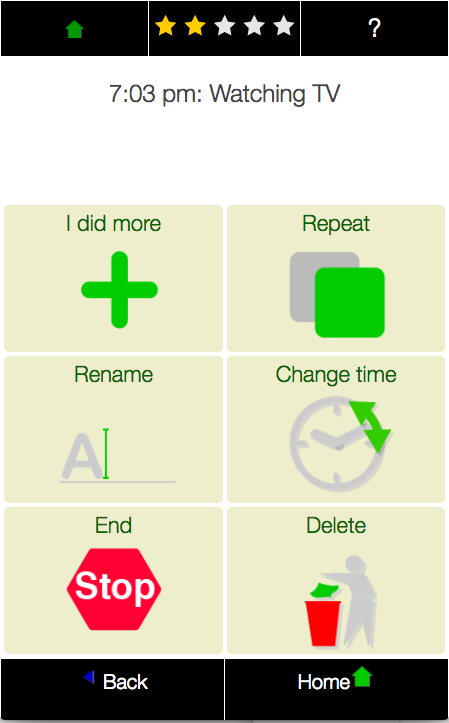 ?
7:03 pm: Watching TV
I did more
Repeat
Rename
Change time
A
End
Stop
Delete
Back
Home